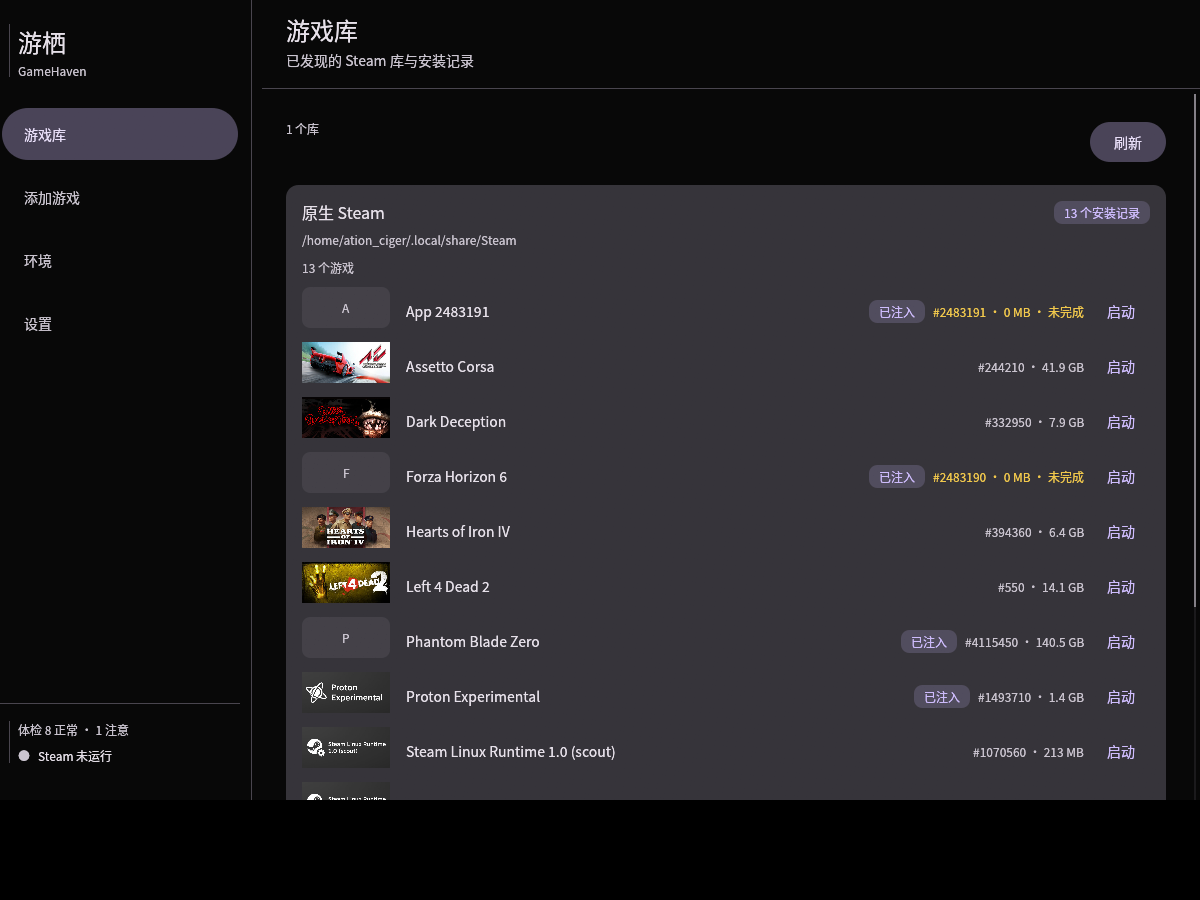 游栖
GameHaven
游戏库
添加游戏
环境
设置
体检 8 正常 · 1 注意
Steam 未运行
游戏库
已发现的 Steam 库与安装记录
1 个库
刷新
原生 Steam
13 个安装记录
/home/ation_ciger/.local/share/Steam
13 个游戏
A
App 2483191
已注入
#2483191 · 0 MB · 未完成
启动
Assetto Corsa
#244210 · 41.9 GB
启动
Dark Deception
#332950 · 7.9 GB
启动
F
Forza Horizon 6
已注入
#2483190 · 0 MB · 未完成
启动
HEARTS
OF
IRON IV
Hearts of Iron IV
#394360 · 6.4 GB
启动
LEFT 4 DEAD 2
Left 4 Dead 2
#550 · 14.1 GB
启动
P
Phantom Blade Zero
已注入
#4115450 · 140.5 GB
启动
Proton
Experimental
Proton Experimental
已注入
#1493710 · 1.4 GB
启动
Steam Linux Runtime
1.0 (scout)
Steam Linux Runtime 1.0 (scout)
#1070560 · 213 MB
启动